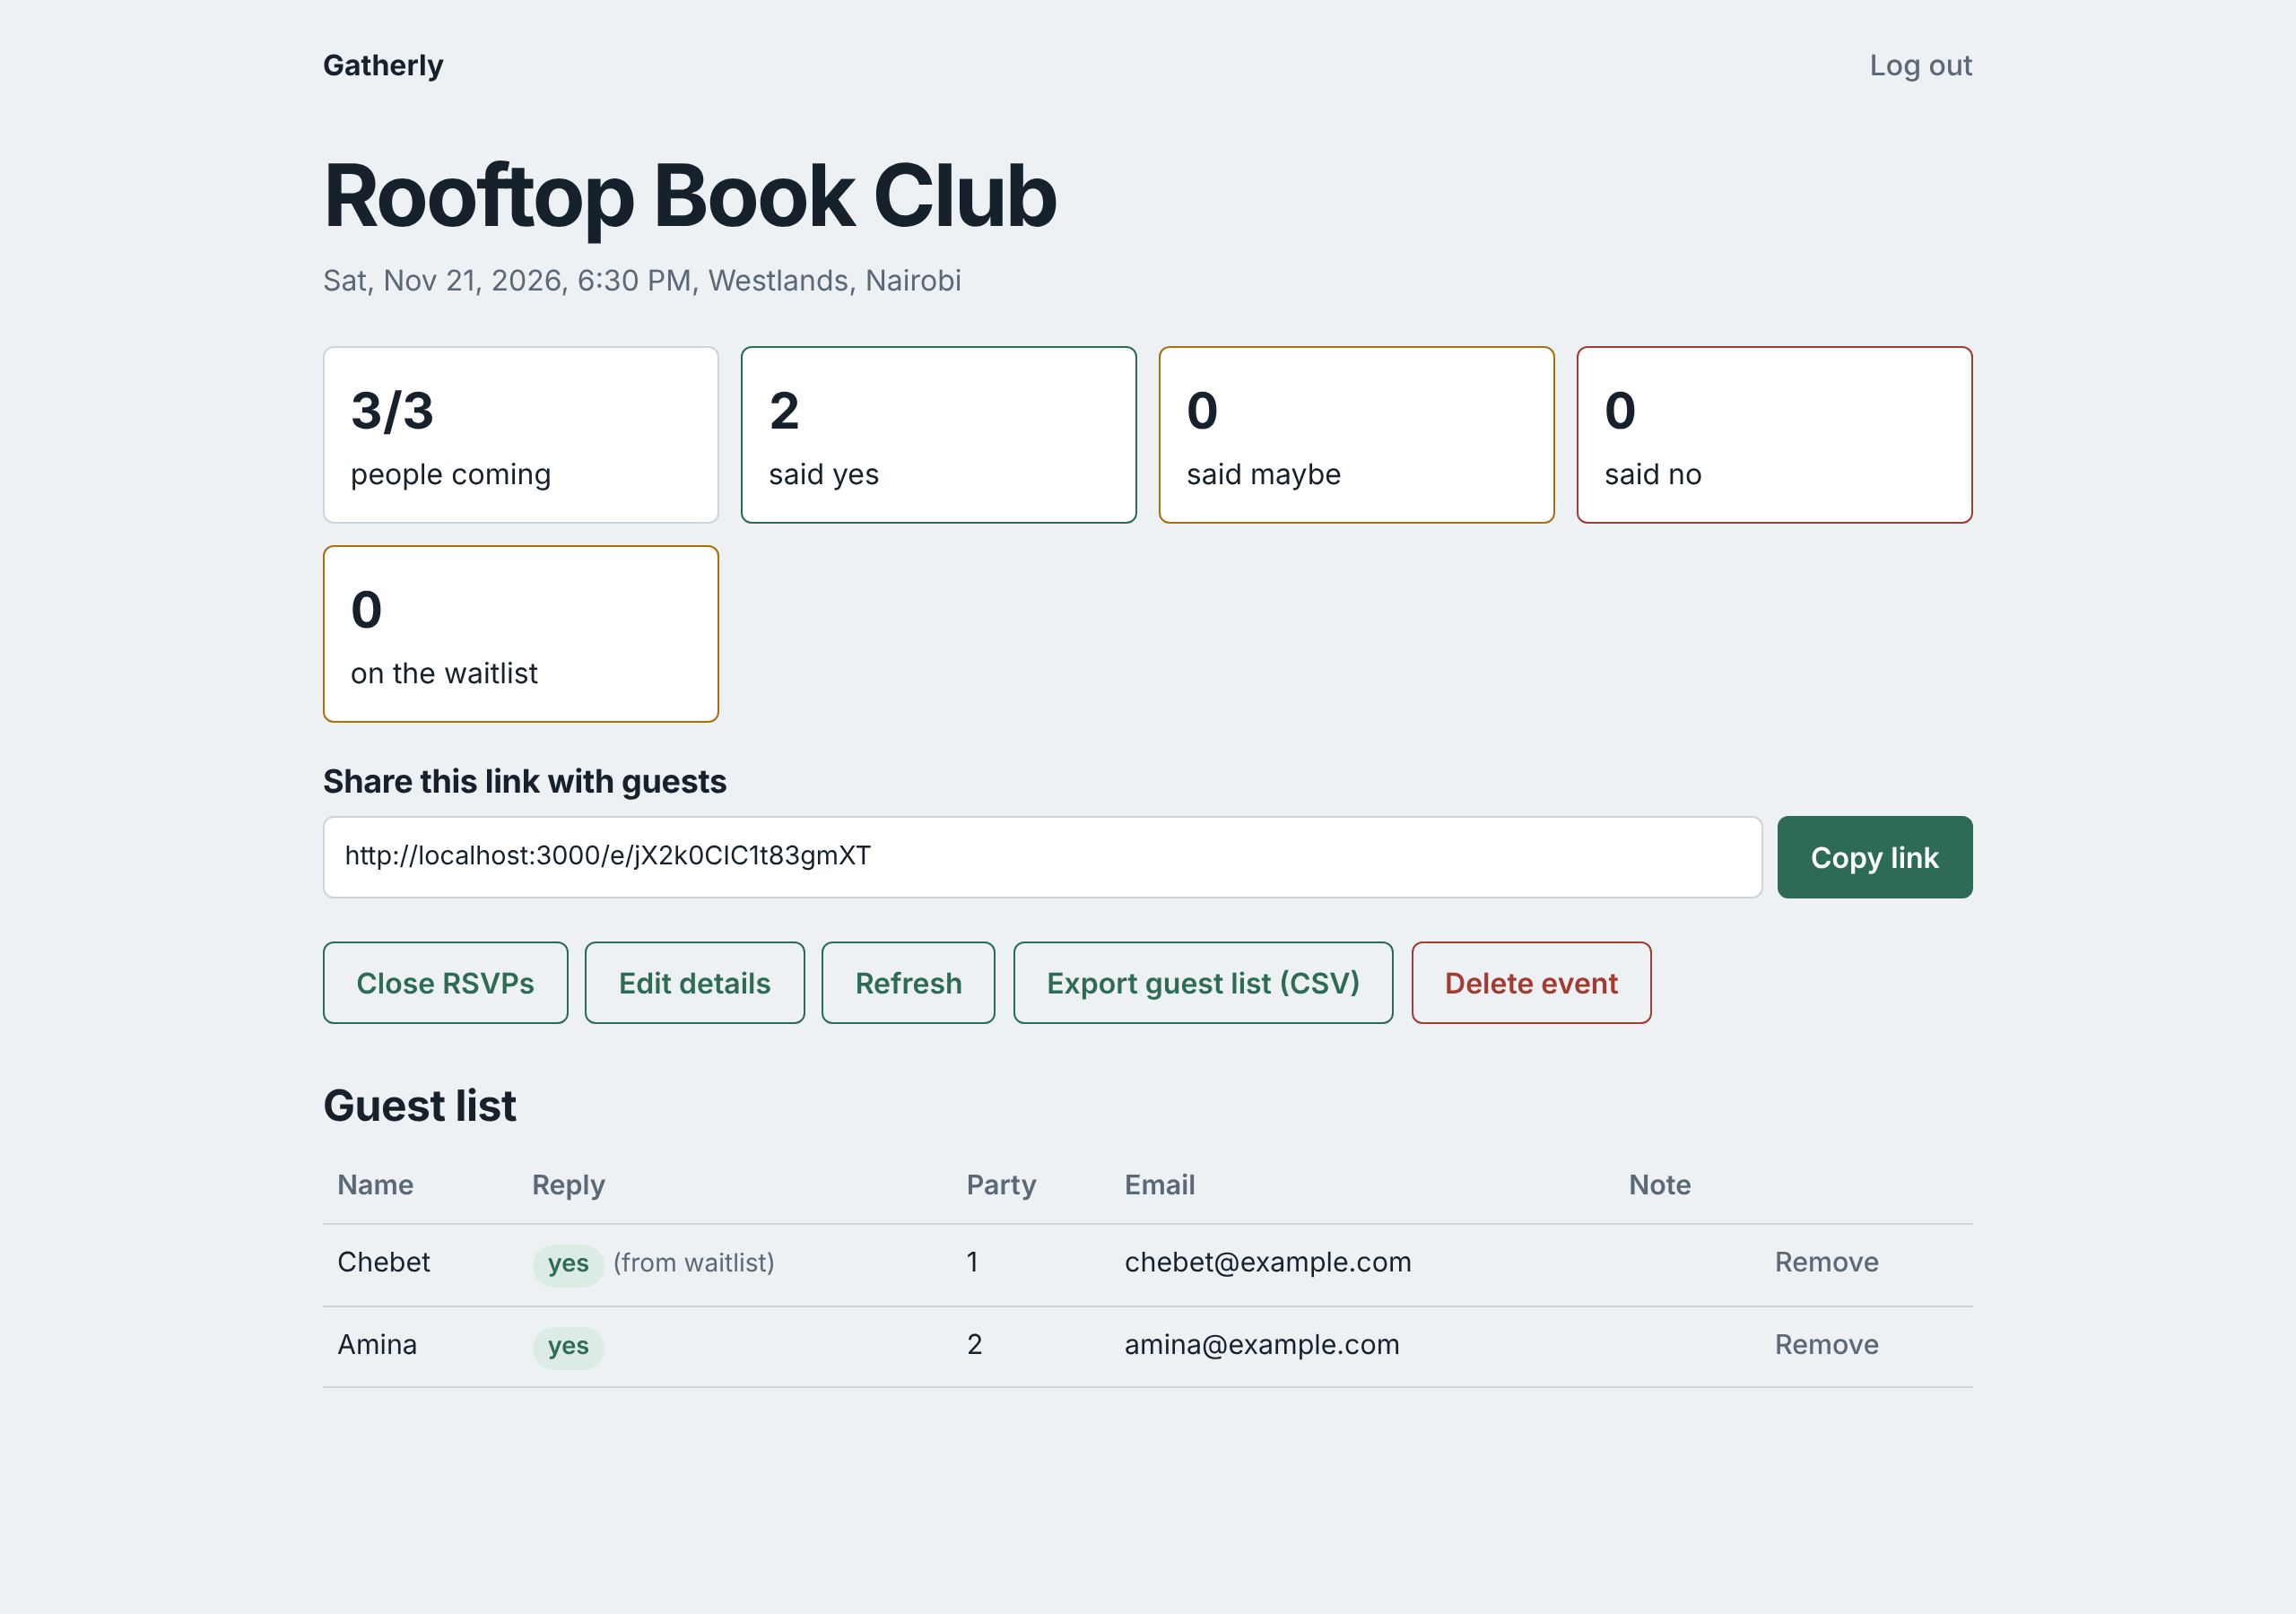 Gatherly
Log out
Rooftop Book Club
Sat, Nov 21, 2026, 6:30 PM, Westlands, Nairobi
3/3
people coming
2
said yes
0
said maybe
0
said no
0
on the waitlist
Share this link with guests
http://localhost:3000/e/jX2k0CIC1t83gmXT
Copy link
Close RSVPs
Edit details
Refresh
Export guest list (CSV)
Delete event
Guest list
Name Reply Party Email Note
Chebet yes (from waitlist) 1 chebet@example.com Remove
Amina yes 2 amina@example.com Remove